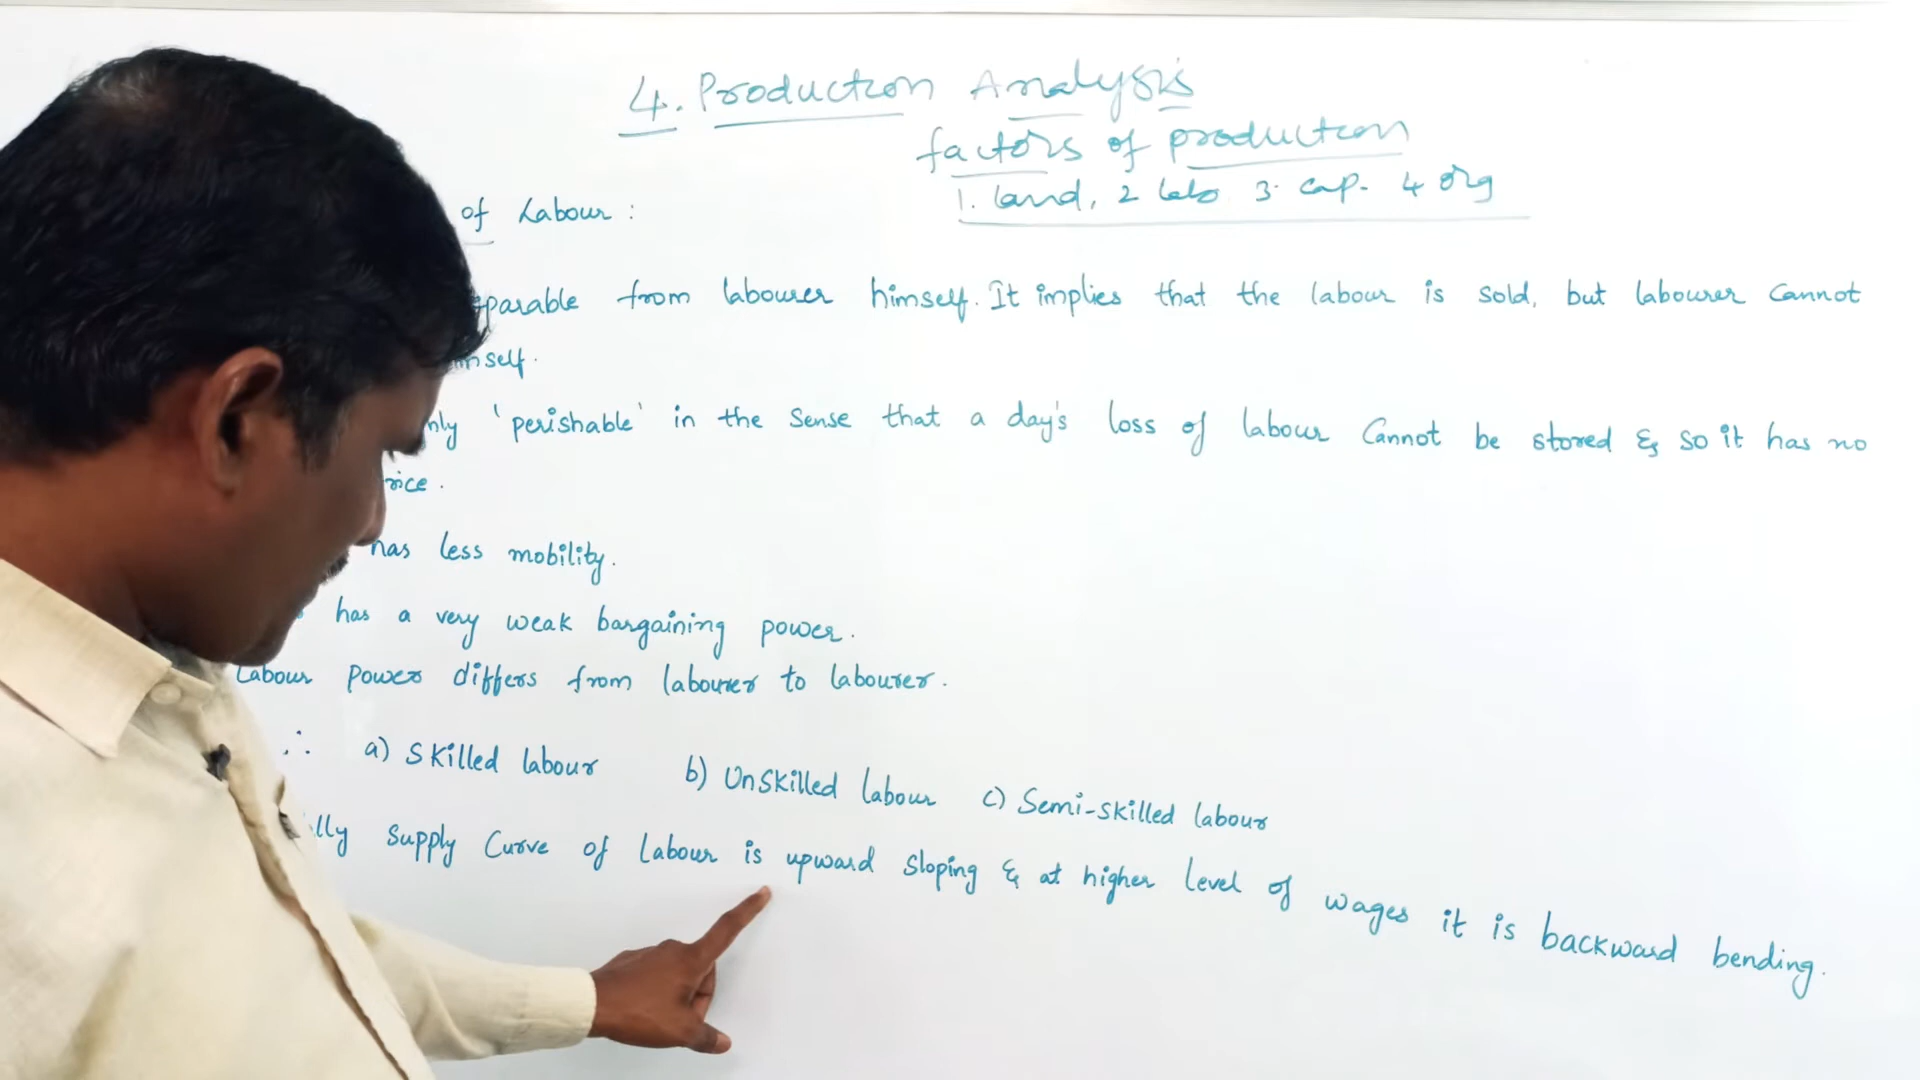 4. Production Analysis
factors of production
1. land, 2 lab 3. cap. 4 org
of Labour :
parable from labourer himself. It implies that the labour is sold, but labourer cannot
self.
nly 'perishable' in the sense that a day's loss of labour cannot be stored & so it has no
rice.
has less mobility.
has a very weak bargaining power.
Labour Power differs from labourer to labourer.
∴ a) Skilled labour b) Unskilled labour c) Semi-skilled labour
lly supply curve of labour is upward sloping & at higher level of wages it is backward bending.